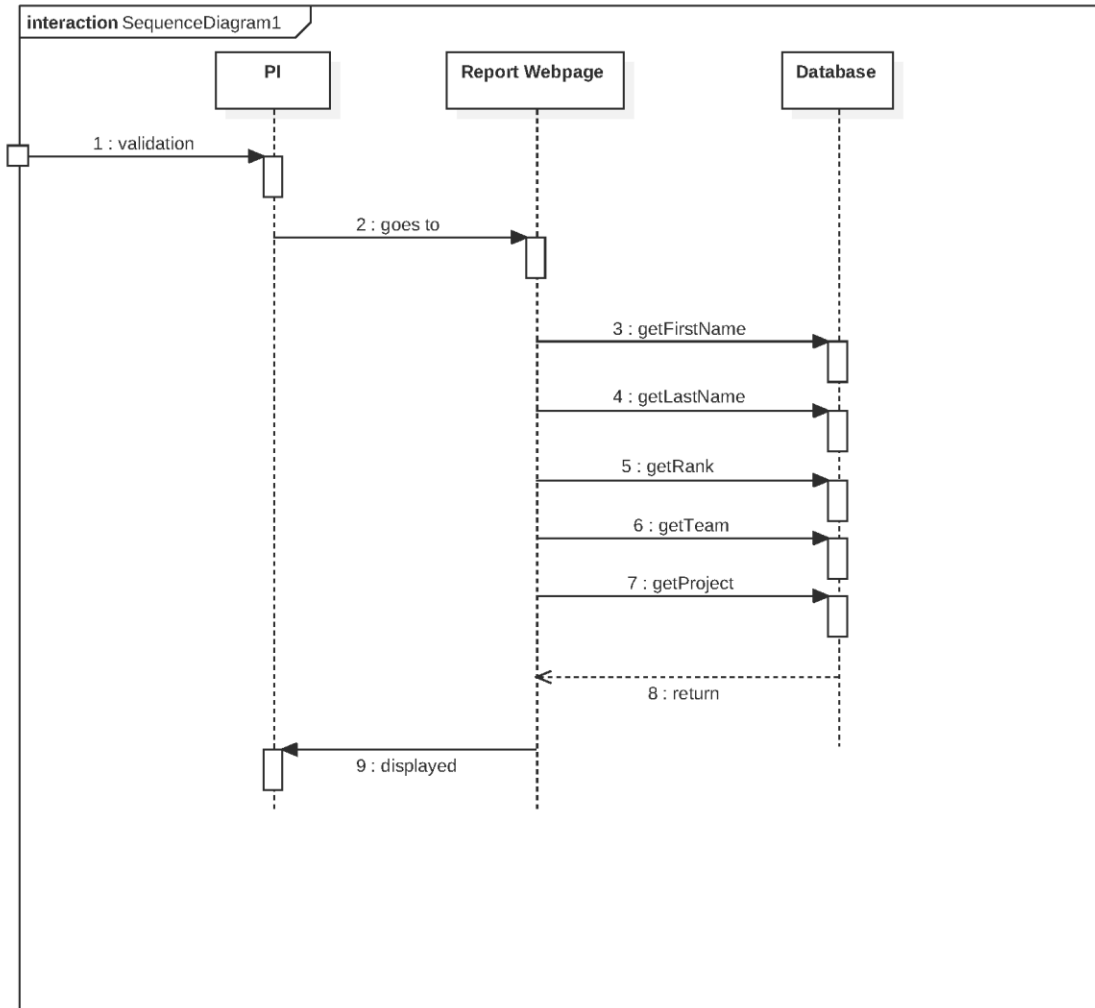 interaction SequenceDiagram1
PI
Report Webpage
Database
1 : validation
2 : goes to
3 : getFirstName
4 : getLastName
5 : getRank
6 : getTeam
7 : getProject
8 : return
9 : displayed